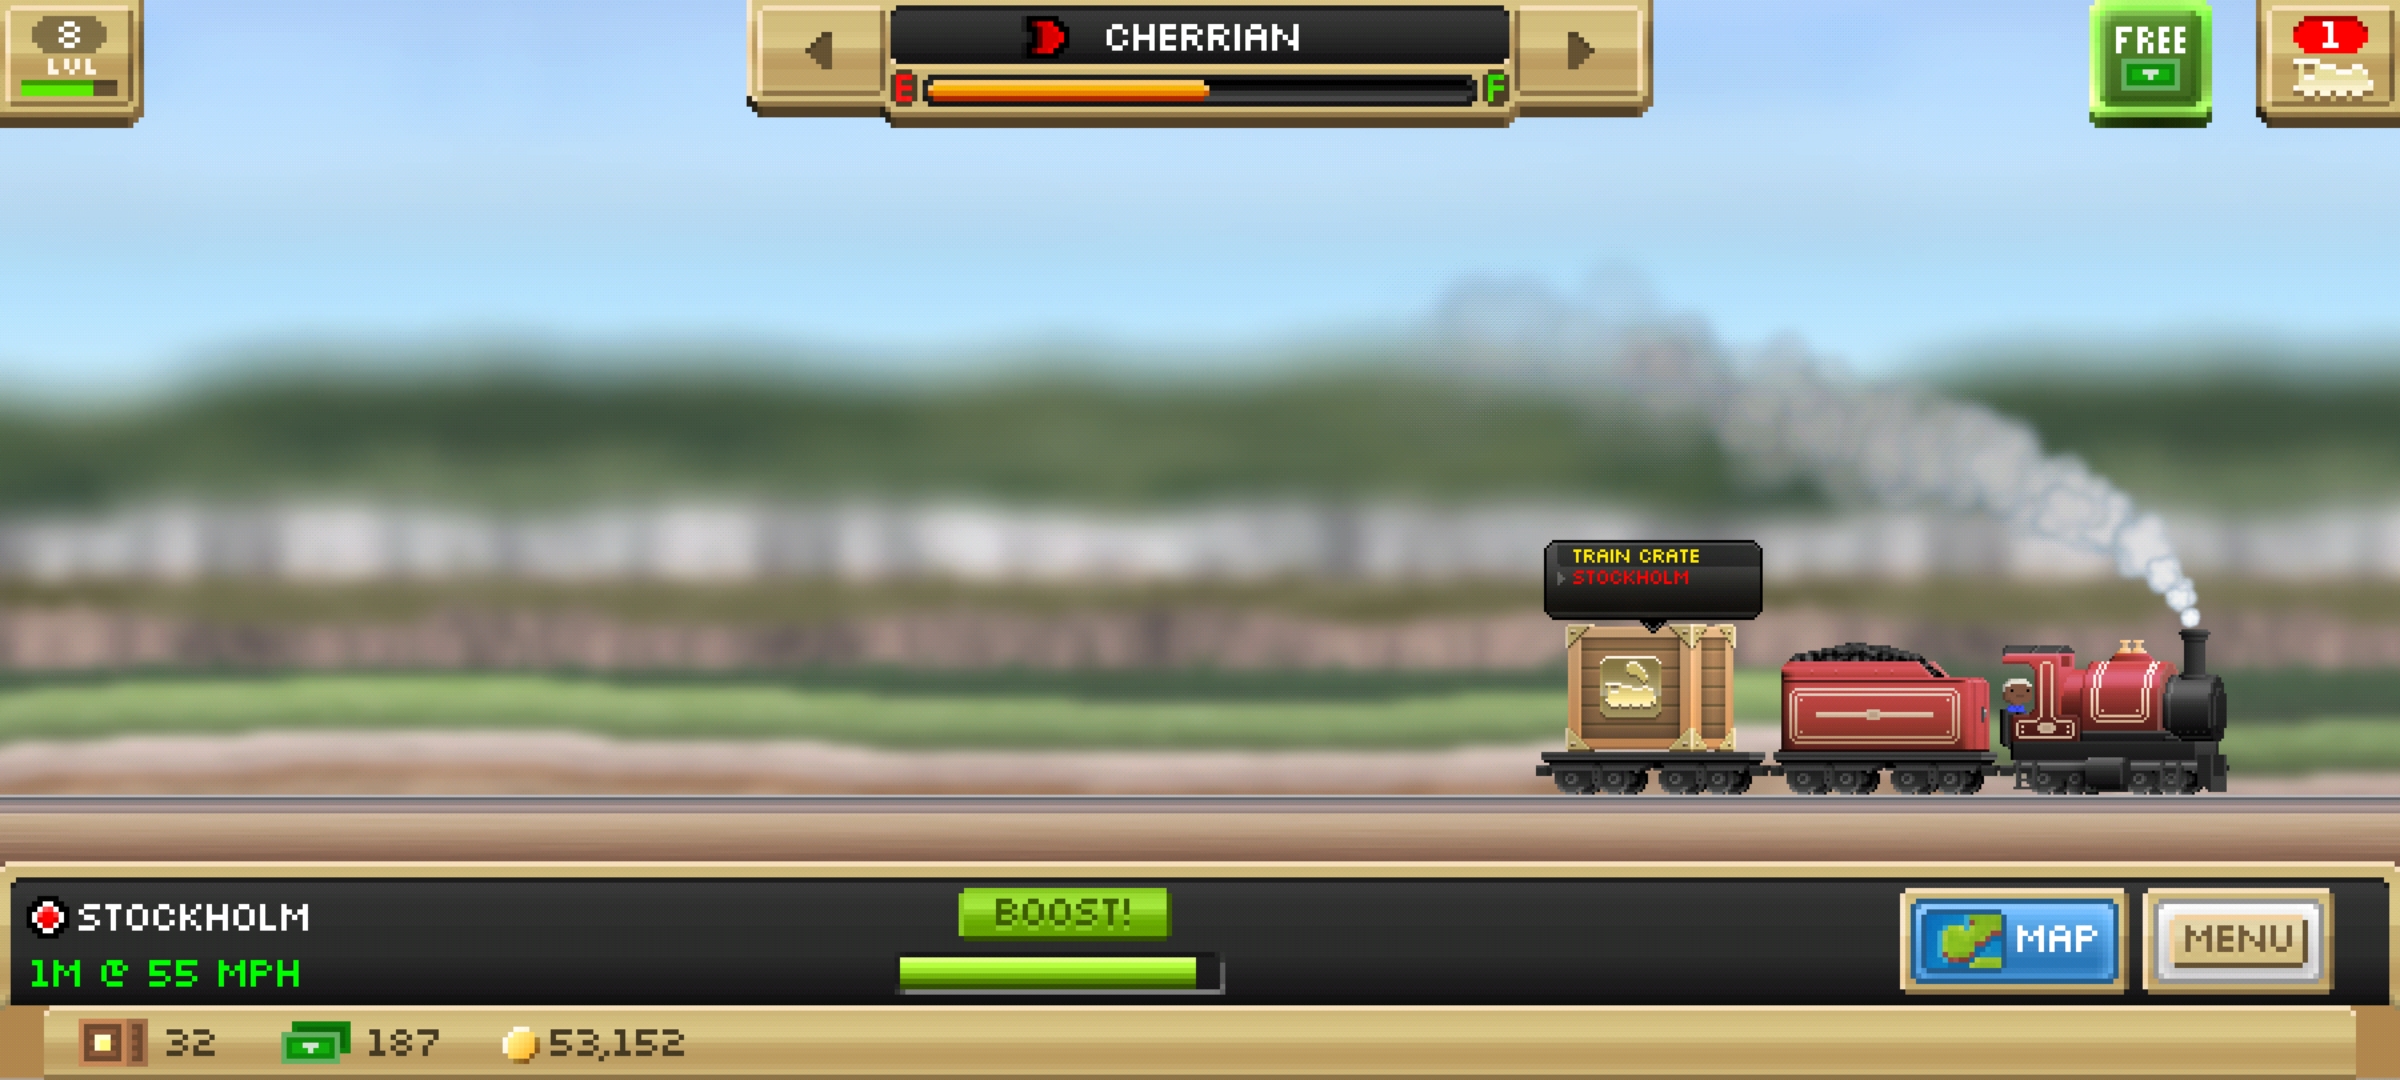 8
LVL
CHERRIAN
E F
FREE
1
TRAIN CRATE
STOCKHOLM
STOCKHOLM
1M @ 55 MPH
BOOST!
MAP
MENU
32
187
53,152